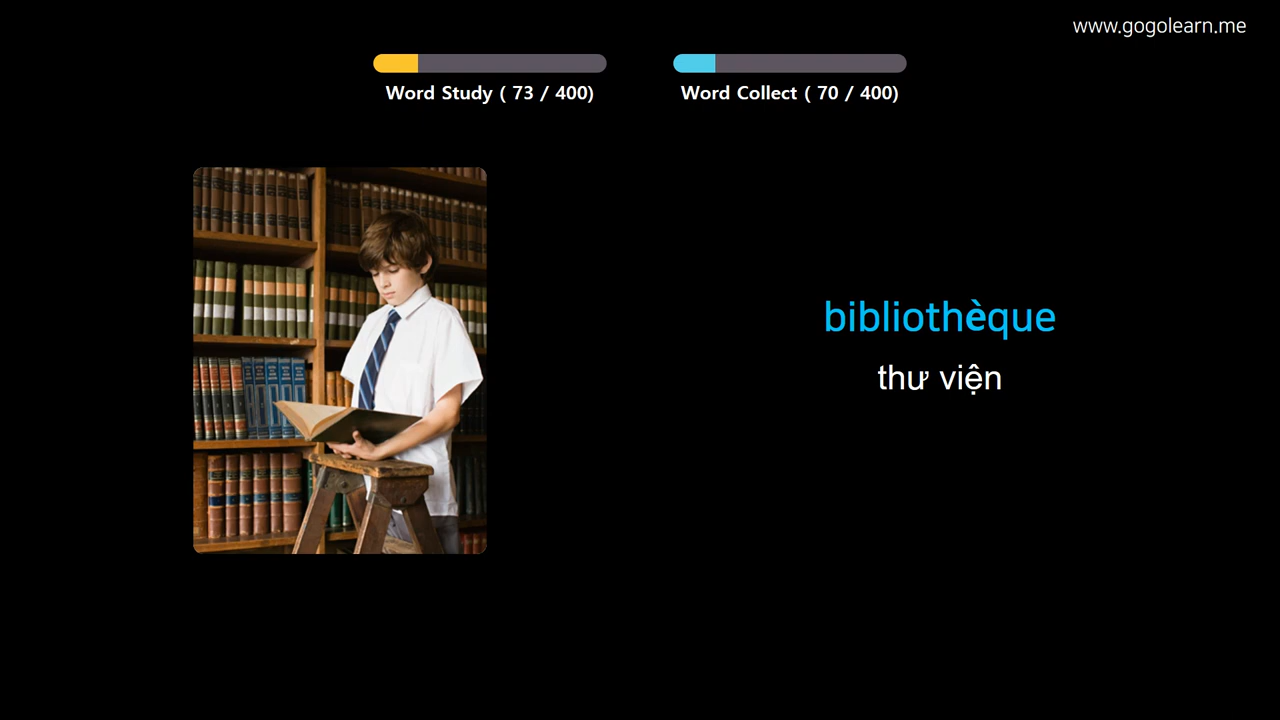 www.gogolearn.me
Word Study ( 73 / 400)
Word Collect ( 70 / 400)
bibliothèque
thư viện